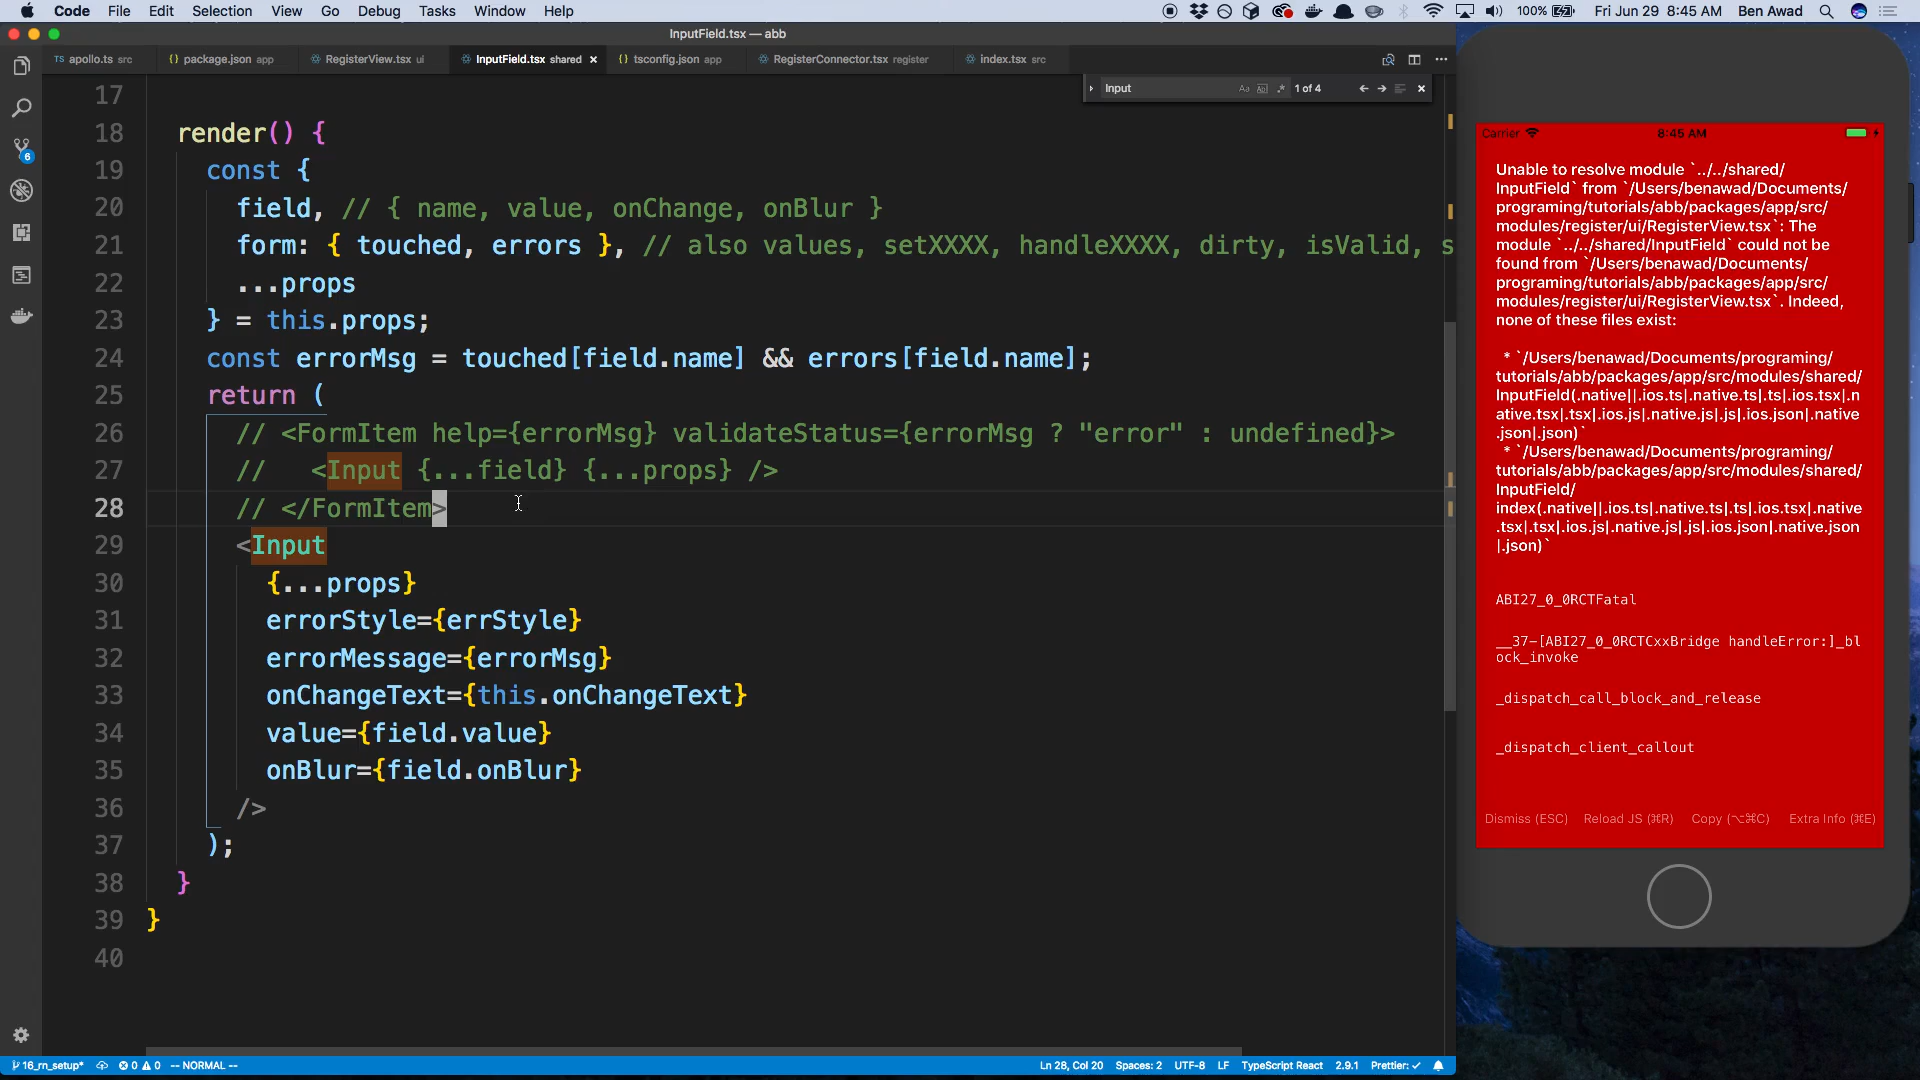 Code File Edit Selection View Go Debug Tasks Window Help
100% Fri Jun 29 8:45 AM Ben Awad
InputField.tsx — abb
apollo.ts src
package.json app
RegisterView.tsx ui
InputField.tsx shared
tsconfig.json app
RegisterConnector.tsx register
index.tsx src
Input
1 of 4
17
18 render() {
19 const {
20 field, // { name, value, onChange, onBlur }
21 form: { touched, errors }, // also values, setXXXX, handleXXXX, dirty, isValid, s
22 ...props
23 } = this.props;
24 const errorMsg = touched[field.name] && errors[field.name];
25 return (
26 // <FormItem help={errorMsg} validateStatus={errorMsg ? "error" : undefined}>
27 // <Input {...field} {...props} />
28 // </FormItem>
29 <Input
30 {...props}
31 errorStyle={errStyle}
32 errorMessage={errorMsg}
33 onChangeText={this.onChangeText}
34 value={field.value}
35 onBlur={field.onBlur}
36 />
37 );
38 }
39 }
40
6
16_rn_setup* 0 0 -- NORMAL --
Ln 28, Col 20 Spaces: 2 UTF-8 LF TypeScript React 2.9.1 Prettier: ✓
Carrier 8:45 AM
Unable to resolve module `../../shared/
InputField` from `/Users/benawad/Documents/
programing/tutorials/abb/packages/app/src/
modules/register/ui/RegisterView.tsx`: The
module `../../shared/InputField` could not be
found from `/Users/benawad/Documents/
programing/tutorials/abb/packages/app/src/
modules/register/ui/RegisterView.tsx`. Indeed,
none of these files exist:
* `/Users/benawad/Documents/programing/
tutorials/abb/packages/app/src/modules/shared/
InputField(.native||.ios.ts|.native.ts|.ts|.ios.tsx|.n
ative.tsx|.tsx|.ios.js|.native.js|.js|.ios.json|.native
.json|.json)`
* `/Users/benawad/Documents/programing/
tutorials/abb/packages/app/src/modules/shared/
InputField/
index(.native||.ios.ts|.native.ts|.ts|.ios.tsx|.native
.tsx|.tsx|.ios.js|.native.js|.js|.ios.json|.native.json
|.json)`
ABI27_0_0RCTFatal
__37-[ABI27_0_0RCTCxxBridge handleError:]_bl
ock_invoke
_dispatch_call_block_and_release
_dispatch_client_callout
Dismiss (ESC) Reload JS (⌘R) Copy (⌥⌘C) Extra Info (⌘E)